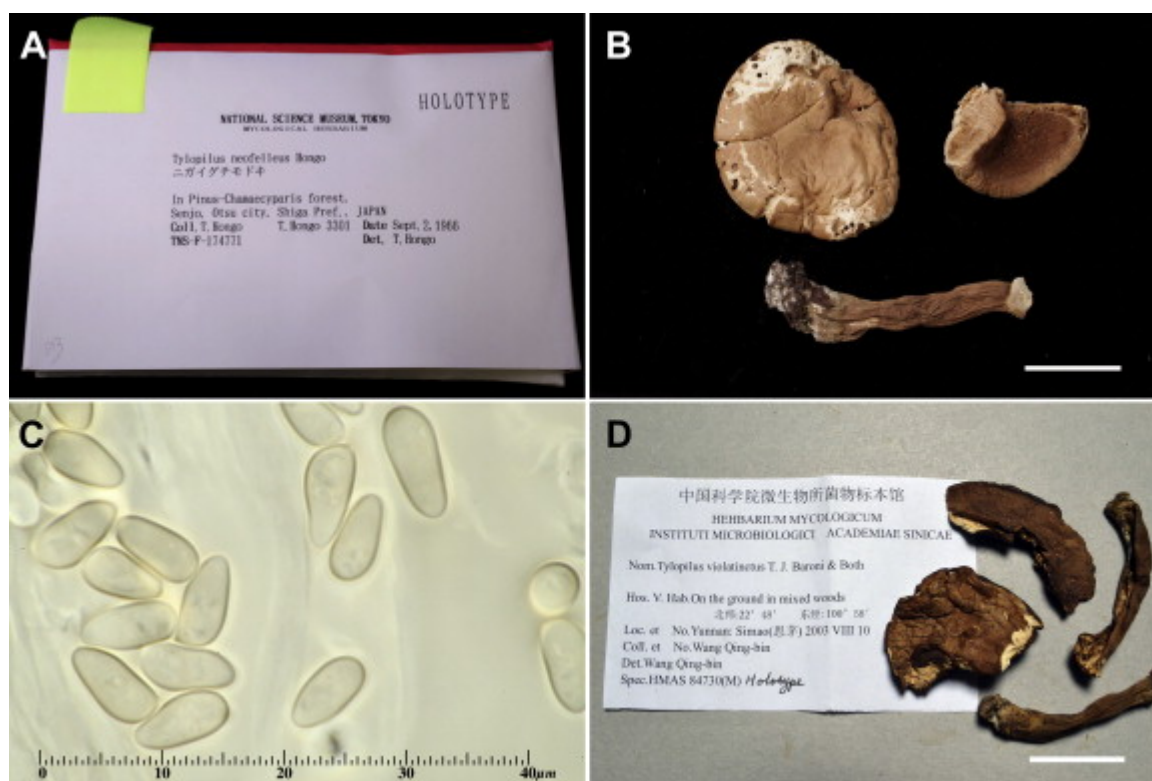 A
HOLOTYPE
NATIONAL SCIENCE MUSEUM, TOKYO
MYCOLOGICAL HERBARIUM
Tylopilus neofelleus Hongo
ニガイグチモドキ
In Pinus-Chamaecyparis forest,
Senjo, Otsu city, Shiga Pref., JAPAN
Coll. T. Hongo T. Hongo 3301 Date Sept. 2, 1966
TNS-F-174771 Det. T. Hongo
B
C
0 10 20 30 40μm
D
中国科学院微生物所菌物标本馆
HEHBARIUM MYCOLOGICUM
INSTITUTI MICROBIOLOGICI ACADEMIAE SINICAE
Nom. Tylopilus violatinctus T. J. Baroni & Both
Hos. V. Hab. On the ground in mixed woods
北纬:22° 48′ 东经:100° 58′
Loc. et No. Yunnan: Simao(思茅) 2003 VIII 10
Coll. et No. Wang Qing-bin
Det. Wang Qing-bin
Spec. HMAS 84730(M) Holotype